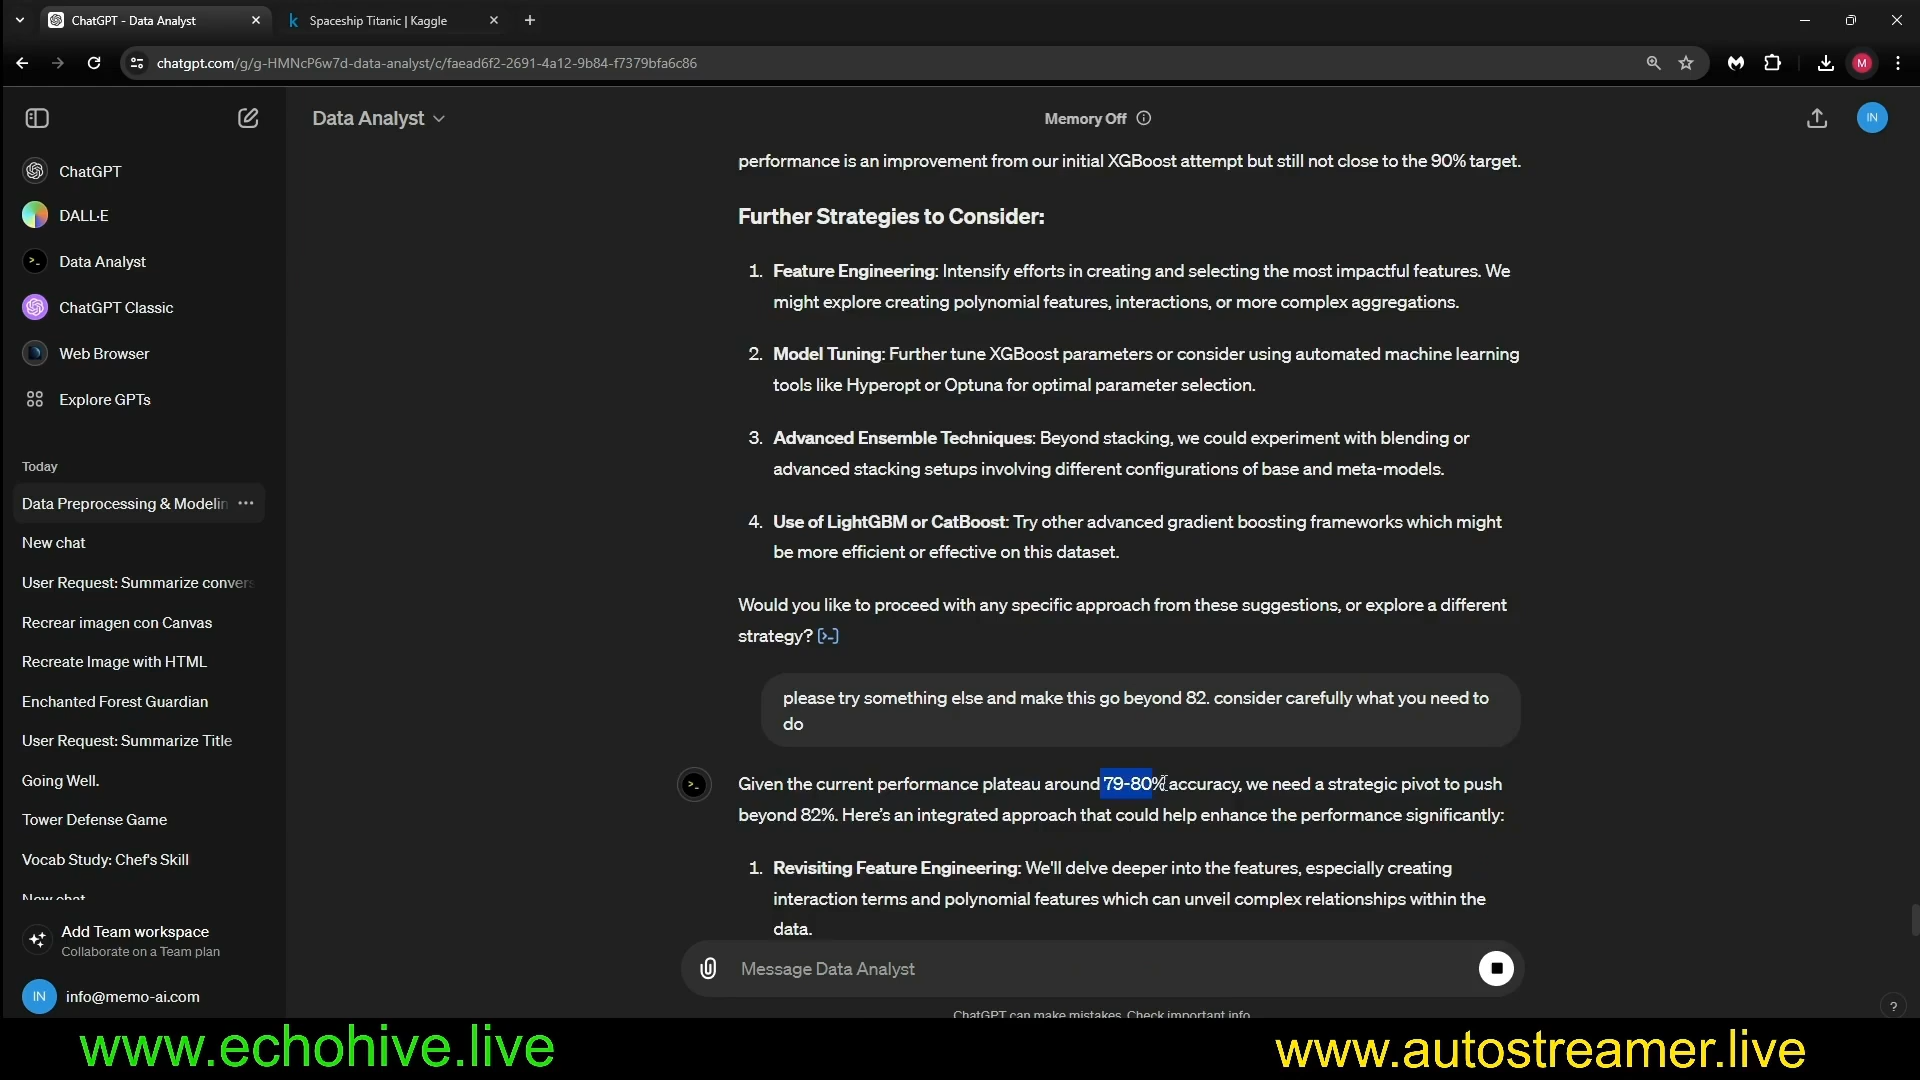 ChatGPT - Data Analyst
Spaceship Titanic | Kaggle
chatgpt.com/g/g-HMNcP6w7d-data-analyst/c/faead6f2-2691-4a12-9b84-f7379bfa6c86
M
Data Analyst
Memory Off
IN
ChatGPT
DALL·E
Data Analyst
ChatGPT Classic
Web Browser
Explore GPTs
Today
Data Preprocessing & Modelin
New chat
User Request: Summarize convers
Recrear imagen con Canvas
Recreate Image with HTML
Enchanted Forest Guardian
User Request: Summarize Title
Going Well.
Tower Defense Game
Vocab Study: Chef's Skill
New chat
Add Team workspace
Collaborate on a Team plan
IN
info@memo-ai.com
performance is an improvement from our initial XGBoost attempt but still not close to the 90% target.
Further Strategies to Consider:
1. Feature Engineering: Intensify efforts in creating and selecting the most impactful features. We
might explore creating polynomial features, interactions, or more complex aggregations.
2. Model Tuning: Further tune XGBoost parameters or consider using automated machine learning
tools like Hyperopt or Optuna for optimal parameter selection.
3. Advanced Ensemble Techniques: Beyond stacking, we could experiment with blending or
advanced stacking setups involving different configurations of base and meta-models.
4. Use of LightGBM or CatBoost: Try other advanced gradient boosting frameworks which might
be more efficient or effective on this dataset.
Would you like to proceed with any specific approach from these suggestions, or explore a different
strategy? [>-]
please try something else and make this go beyond 82. consider carefully what you need to
do
Given the current performance plateau around 79-80% accuracy, we need a strategic pivot to push
beyond 82%. Here's an integrated approach that could help enhance the performance significantly:
1. Revisiting Feature Engineering: We'll delve deeper into the features, especially creating
interaction terms and polynomial features which can unveil complex relationships within the
data.
Message Data Analyst
ChatGPT can make mistakes. Check important info.
?
www.echohive.live
www.autostreamer.live